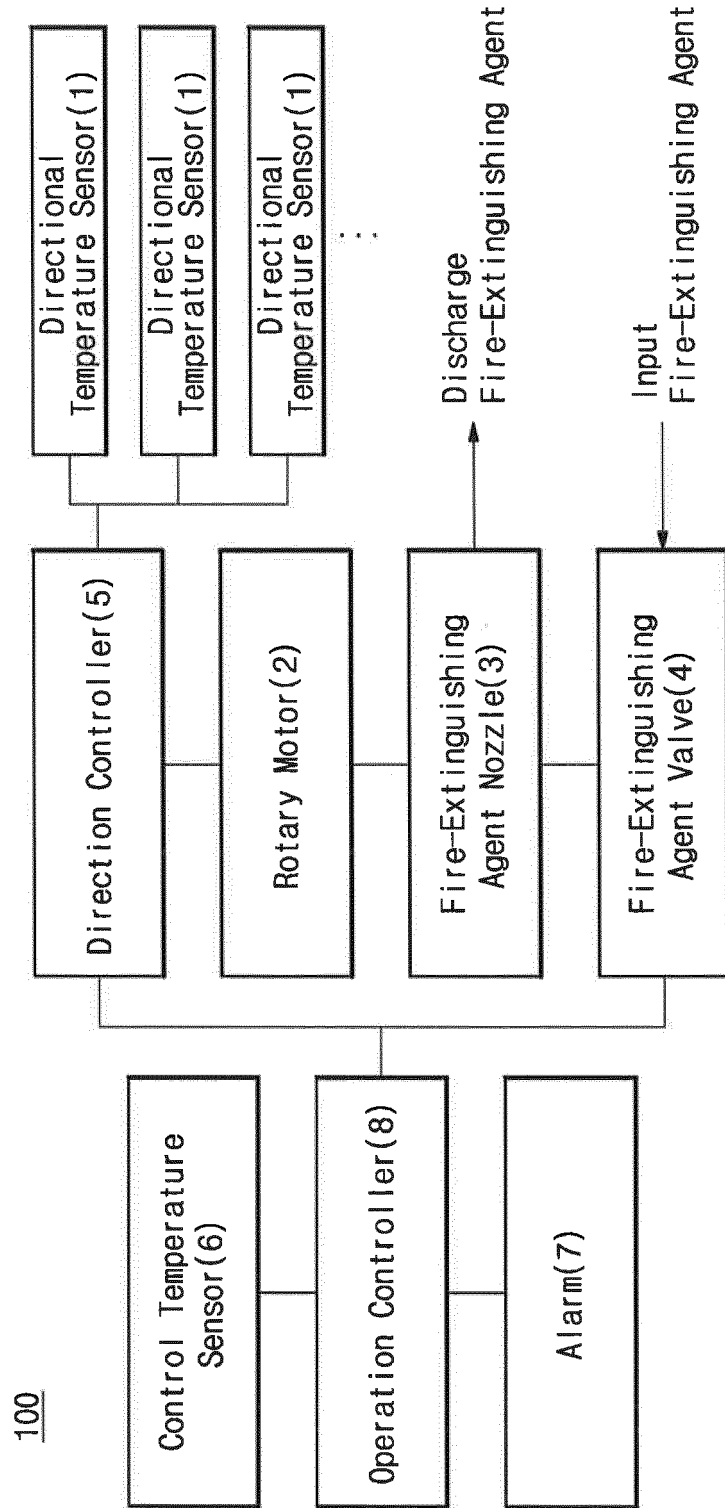 100
Control Temperature
Sensor(6)
Operation Controller(8)
Alarm(7)
Direction Controller(5)
Rotary Motor(2)
Fire-Extinguishing
Agent Nozzle(3)
Fire-Extinguishing
Agent Valve(4)
Directional
Temperature Sensor(1)
Directional
Temperature Sensor(1)
Directional
Temperature Sensor(1)
...
Discharge
Fire-Extinguishing Agent
Input
Fire-Extinguishing Agent